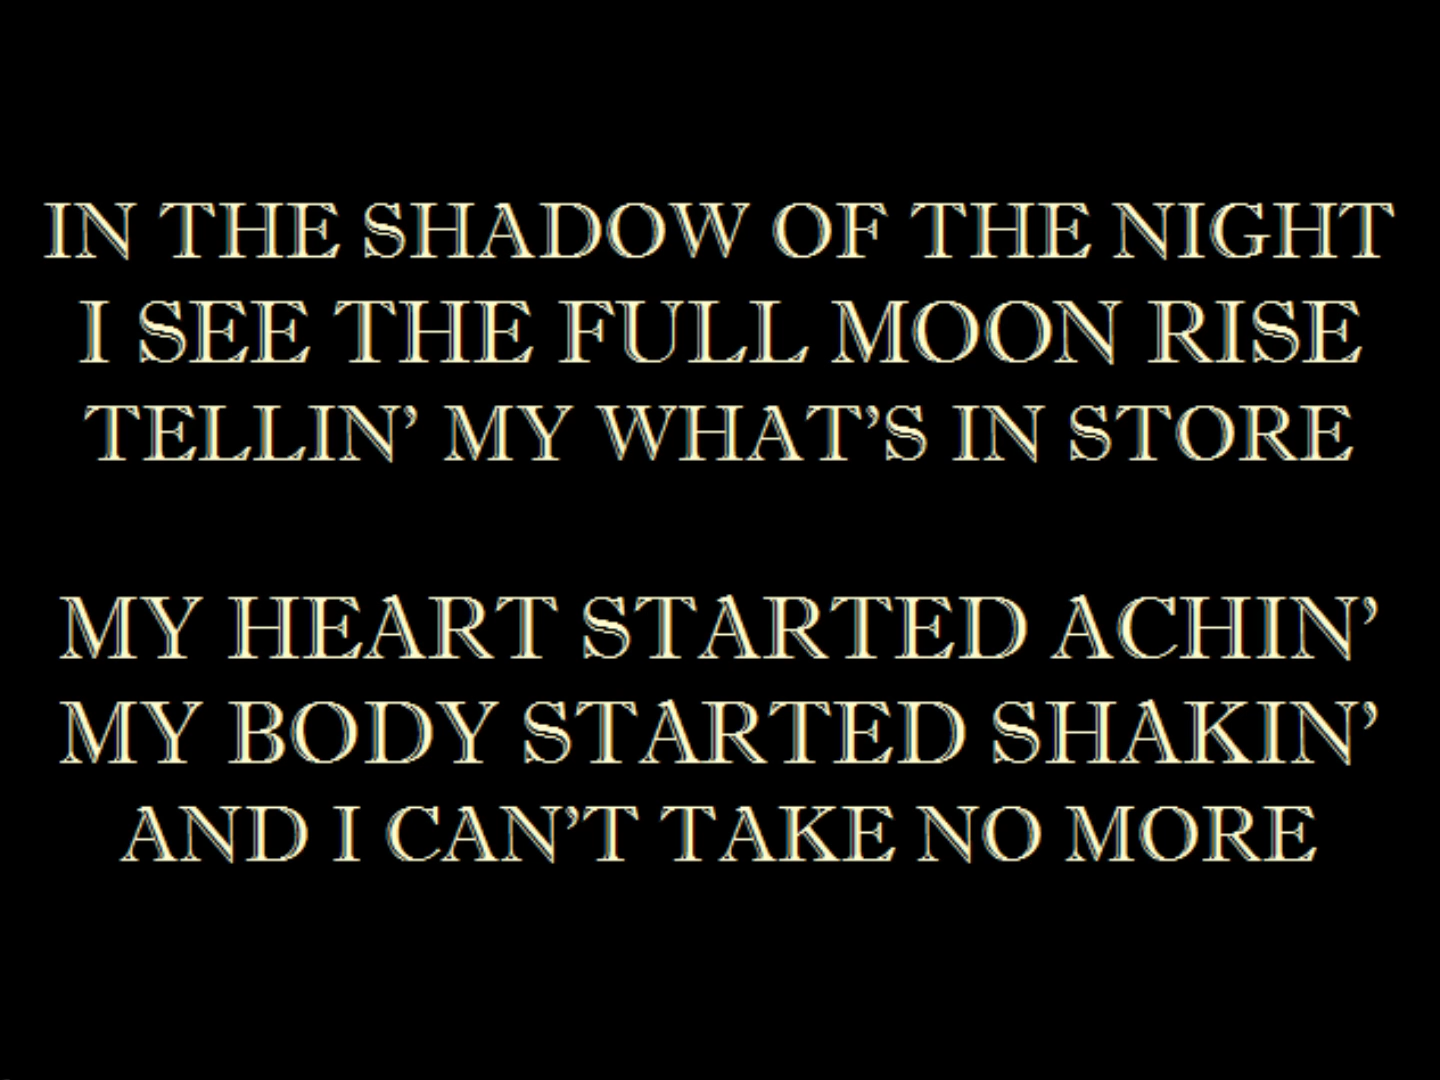 IN THE SHADOW OF THE NIGHT
I SEE THE FULL MOON RISE
TELLIN’ MY WHAT’S IN STORE
MY HEART STARTED ACHIN’
MY BODY STARTED SHAKIN’
AND I CAN’T TAKE NO MORE